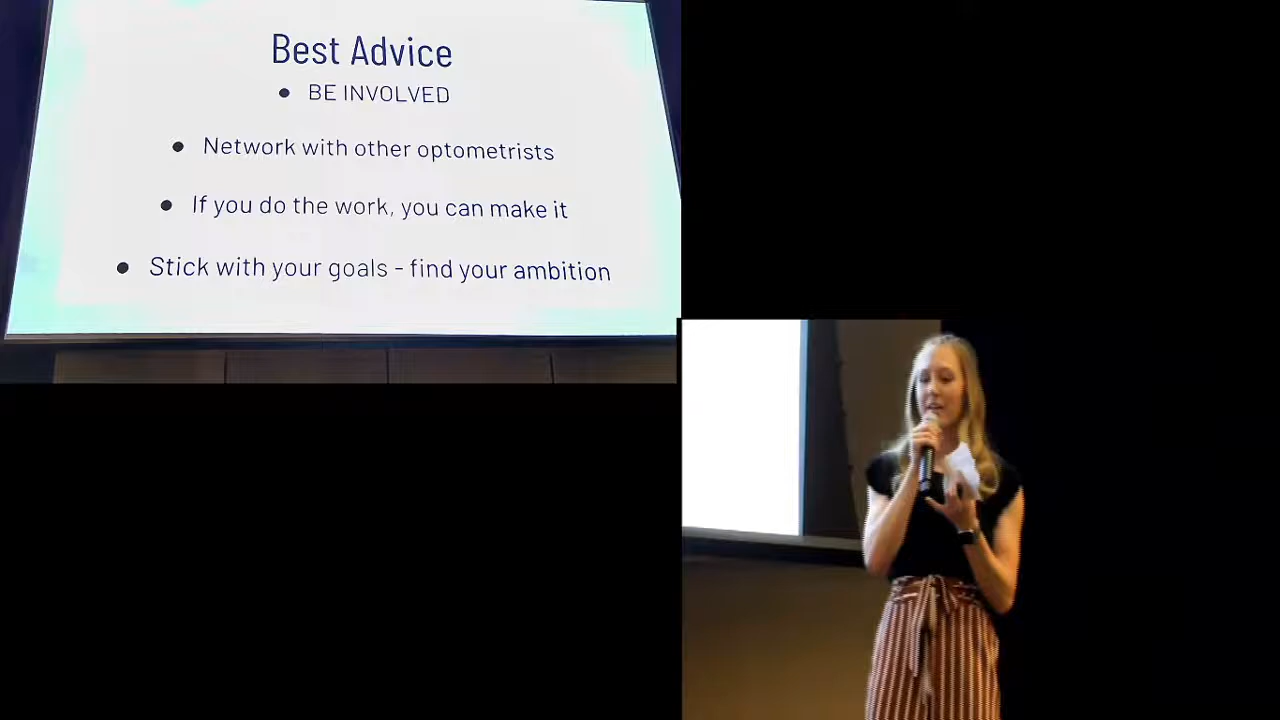 Best Advice
BE INVOLVED
Network with other optometrists
If you do the work, you can make it
Stick with your goals - find your ambition